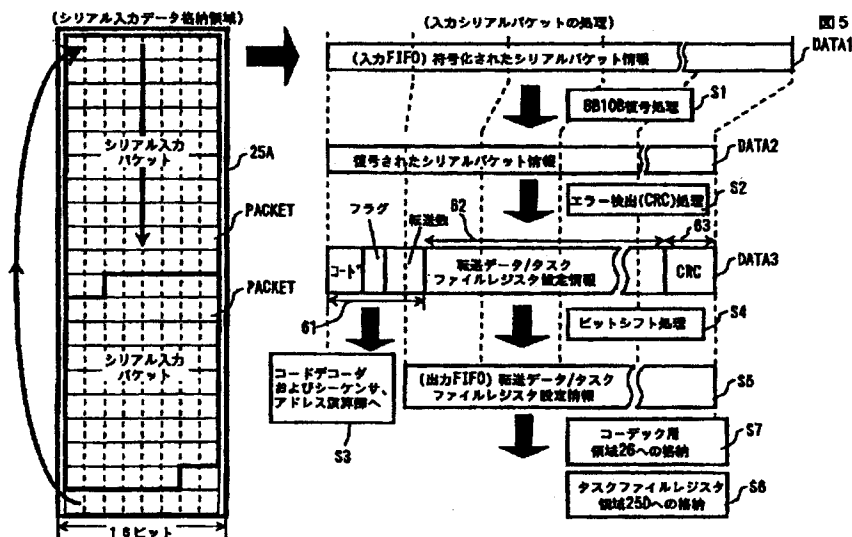 図5
(シリアル入力データ格納領域)
シリアル入力
パケット
25A
PACKET
PACKET
シリアル入力
パケット
16ビット
(入力シリアルパケットの処理)
(入力FIFO) 符号化されたシリアルパケット情報
DATA1
8B10B復号処理
S1
復号されたシリアルパケット情報
DATA2
エラー検出(CRC)処理
S2
フラグ
転送数
62
63
コード
転送データ/タスク
ファイルレジスタ設定情報
CRC
DATA3
61
ビットシフト処理
S4
コードデコーダ
およびシーケンサ、
アドレス演算部へ
S3
(出力FIFO) 転送データ/タスク
ファイルレジスタ設定情報
S5
コーデック用
領域26への格納
S7
タスクファイルレジスタ
領域25Dへの格納
S6